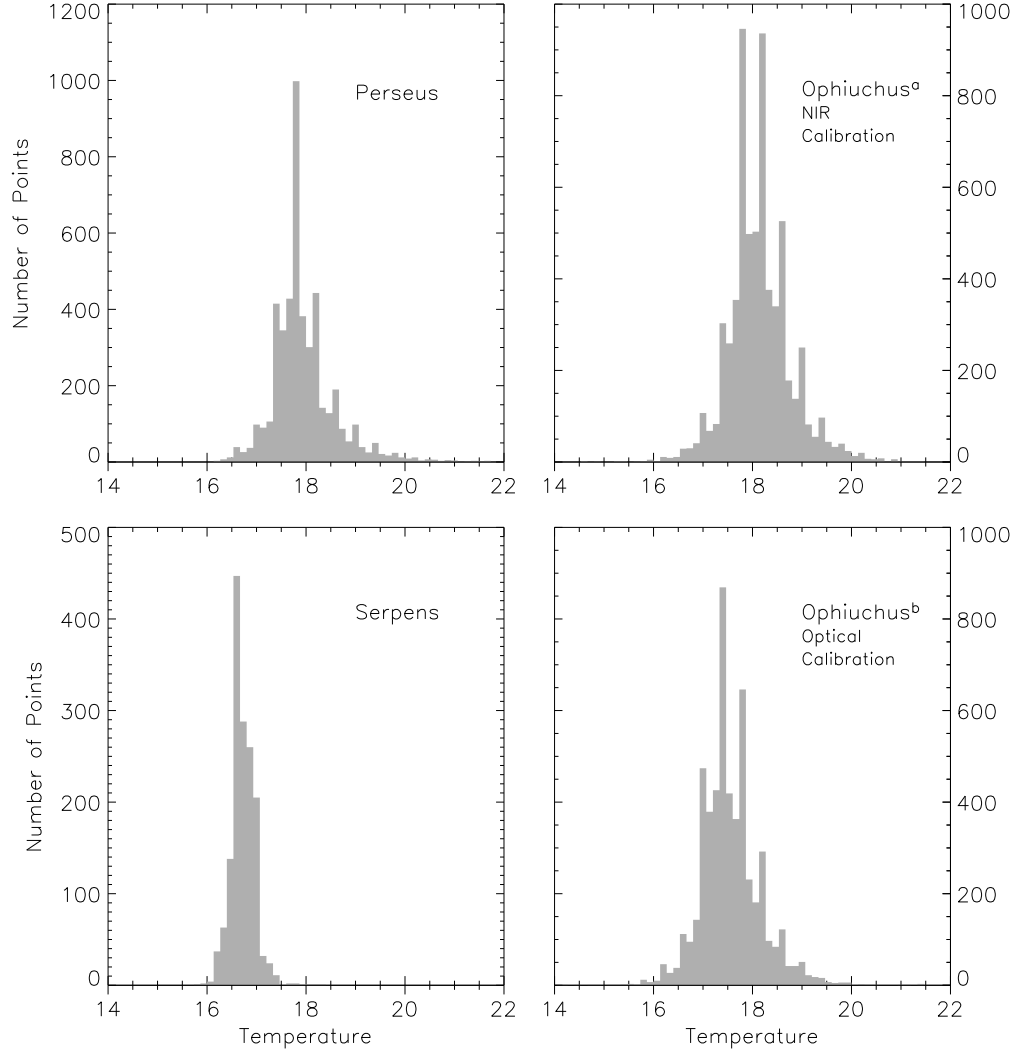 1200
1000
800
600
400
200
0
Number of Points
Perseus
14 16 18 20 22
Ophiuchusᵃ
NIR
Calibration
1000
800
600
400
200
0
14 16 18 20 22
500
400
300
200
100
0
Number of Points
Serpens
14 16 18 20 22
Temperature
Ophiuchusᵇ
Optical
Calibration
1000
800
600
400
200
0
14 16 18 20 22
Temperature